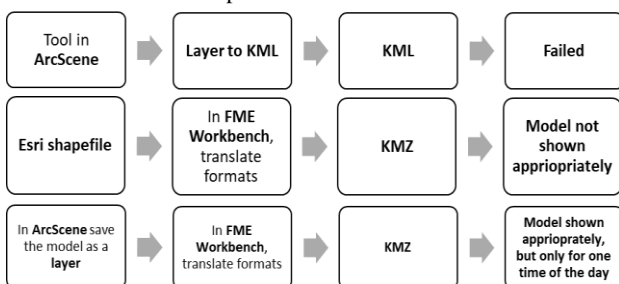 Tool in
ArcScene
Layer to KML
KML
Failed
Esri shapefile
In FME
Workbench,
translate
formats
KMZ
Model not
shown
appriopriately
In ArcScene save
the model as a
layer
In FME
Workbench,
translate formats
KMZ
Model shown
apprioprately,
but only for one
time of the day